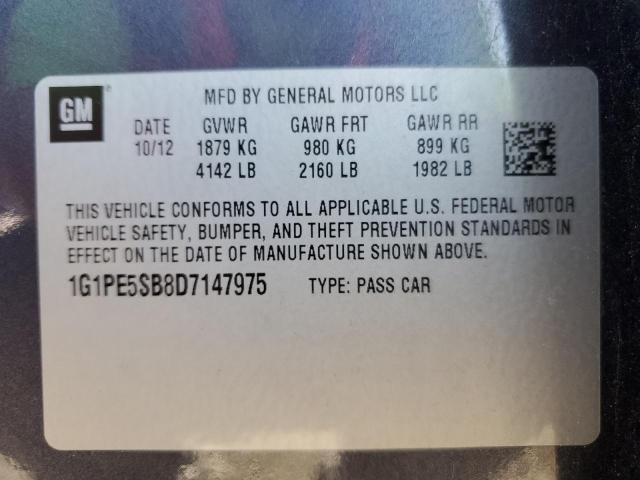 GM
MFD BY GENERAL MOTORS LLC
DATE GVWR GAWR FRT GAWR RR
10/12 1879 KG 980 KG 899 KG
4142 LB 2160 LB 1982 LB
THIS VEHICLE CONFORMS TO ALL APPLICABLE U.S. FEDERAL MOTOR
VEHICLE SAFETY, BUMPER, AND THEFT PREVENTION STANDARDS IN
EFFECT ON THE DATE OF MANUFACTURE SHOWN ABOVE.
1G1PE5SB8D7147975 TYPE: PASS CAR